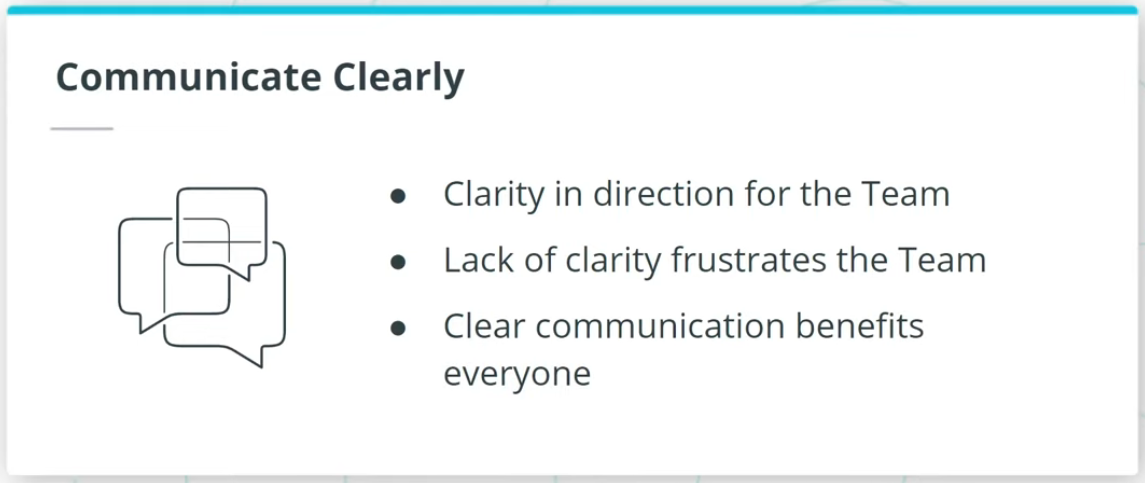 Communicate Clearly
● Clarity in direction for the Team
● Lack of clarity frustrates the Team
● Clear communication benefits
everyone